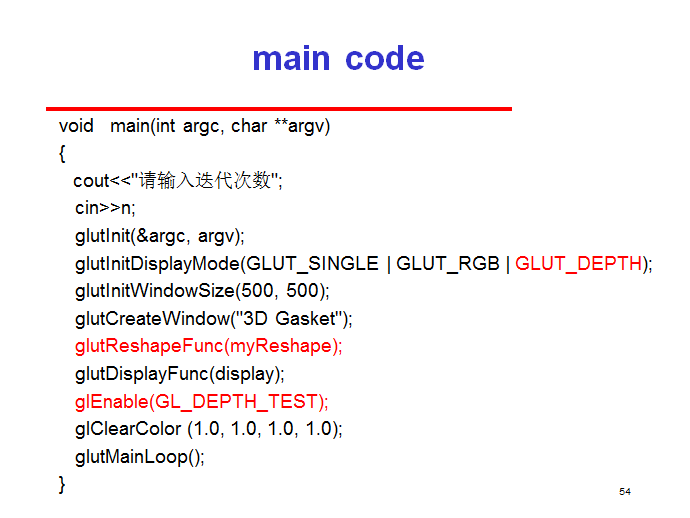 main code
void main(int argc, char **argv)
{
cout<<"请输入迭代次数";
cin>>n;
glutInit(&argc, argv);
glutInitDisplayMode(GLUT_SINGLE | GLUT_RGB | GLUT_DEPTH);
glutInitWindowSize(500, 500);
glutCreateWindow("3D Gasket");
glutReshapeFunc(myReshape);
glutDisplayFunc(display);
glEnable(GL_DEPTH_TEST);
glClearColor (1.0, 1.0, 1.0, 1.0);
glutMainLoop();
}
54